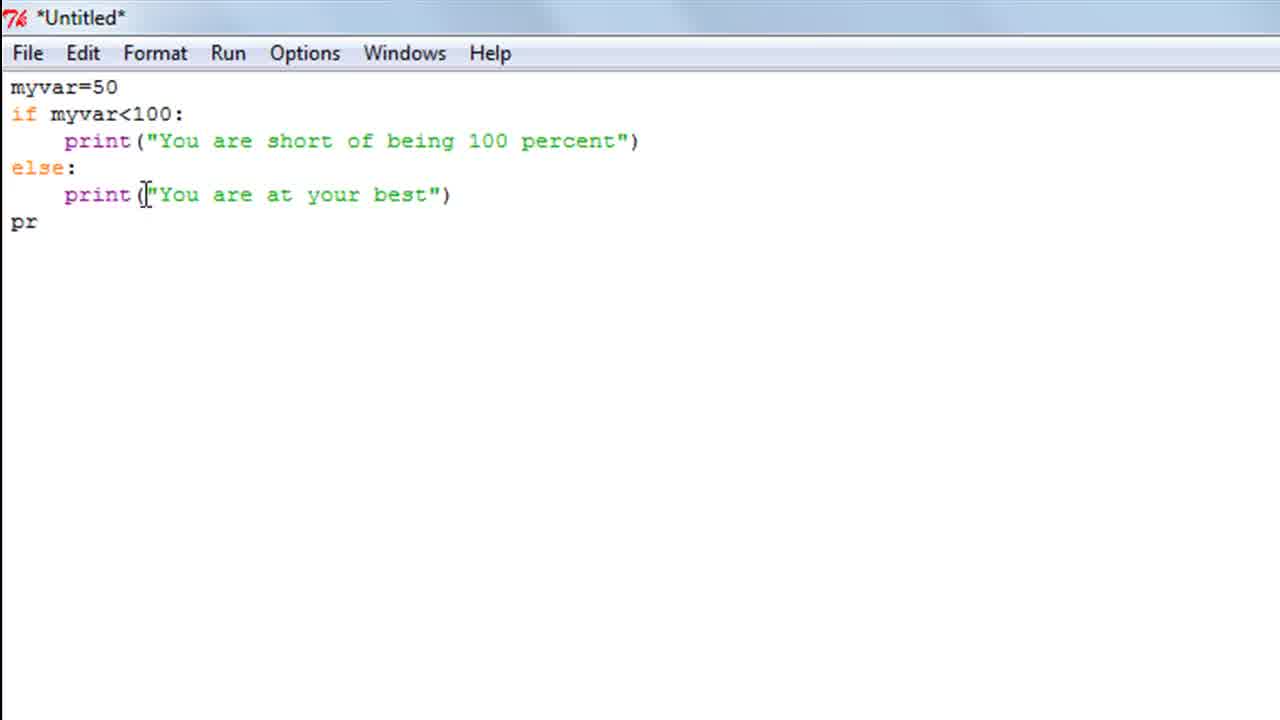 *Untitled*
File Edit Format Run Options Windows Help
myvar=50
if myvar<100:
    print("You are short of being 100 percent")
else:
    print("You are at your best")
pr